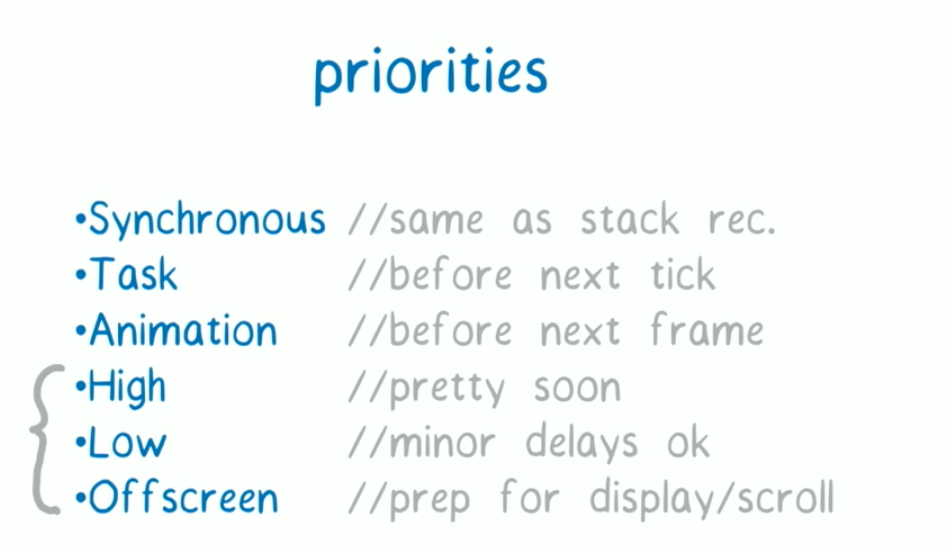 priorities
•Synchronous //same as stack rec.
•Task //before next tick
•Animation //before next frame
•High //pretty soon
•Low //minor delays ok
•Offscreen //prep for display/scroll